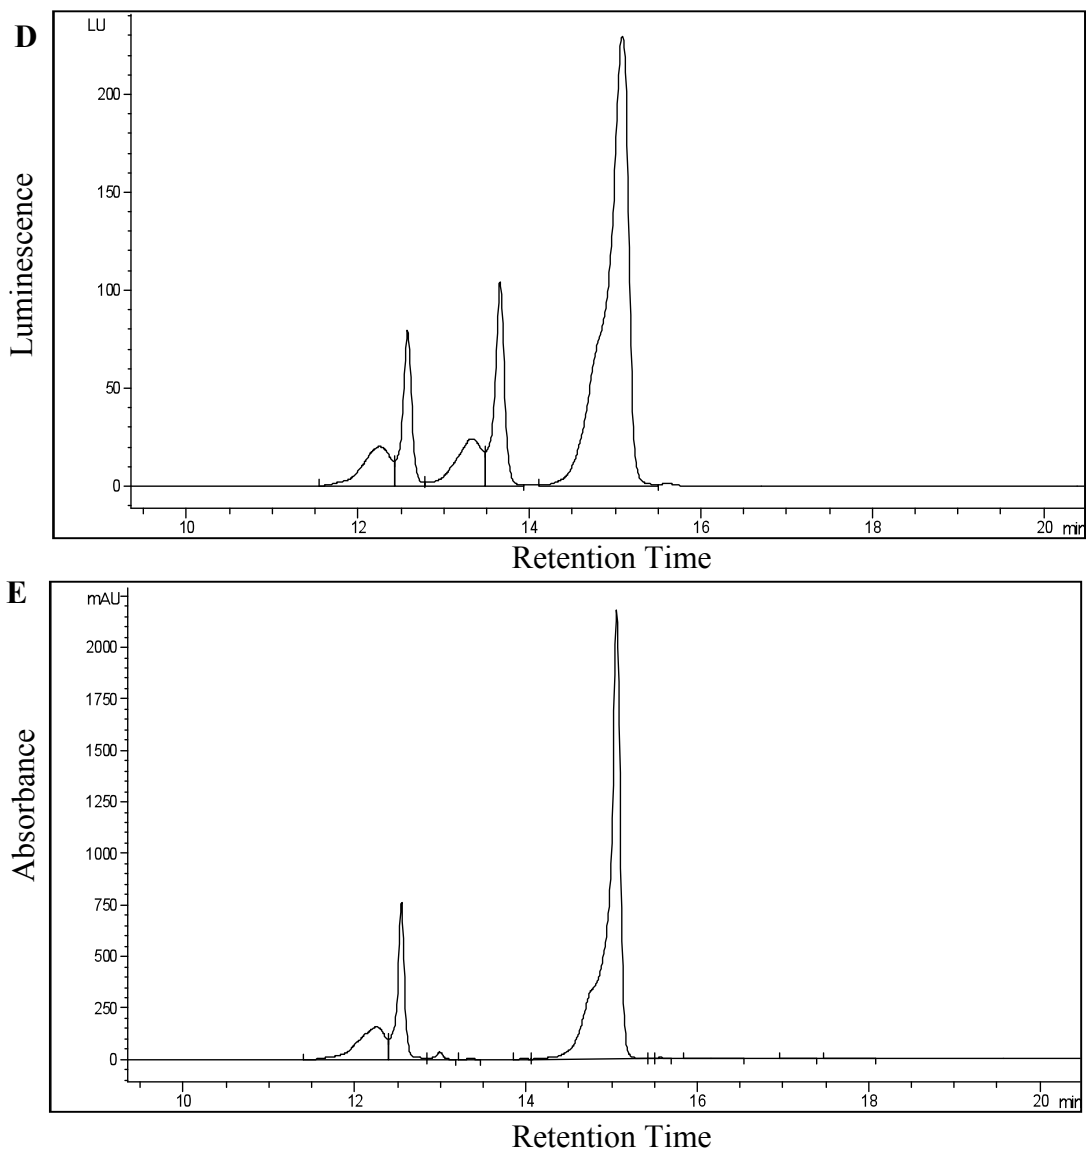 D
LU
200
150
100
50
0
Luminescence
10 12 14 16 18 20 min
Retention Time
E
mAU
2000
1750
1500
1250
1000
750
500
250
0
Absorbance
10 12 14 16 18 20 min
Retention Time